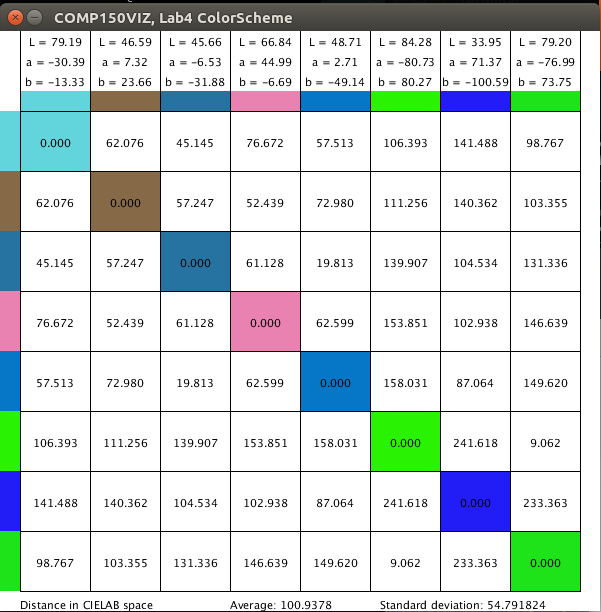 COMP150VIZ, Lab4 ColorScheme
L = 79.19 L = 46.59 L = 45.66 L = 66.84 L = 48.71 L = 84.28 L = 33.95 L = 79.20
a = -30.39 a = 7.32 a = -6.53 a = 44.99 a = 2.71 a = -80.73 a = 71.37 a = -76.99
b = -13.33 b = 23.66 b = -31.88 b = -6.69 b = -49.14 b = 80.27 b = -100.59 b = 73.75
0.000 62.076 45.145 76.672 57.513 106.393 141.488 98.767
62.076 0.000 57.247 52.439 72.980 111.256 140.362 103.355
45.145 57.247 0.000 61.128 19.813 139.907 104.534 131.336
76.672 52.439 61.128 0.000 62.599 153.851 102.938 146.639
57.513 72.980 19.813 62.599 0.000 158.031 87.064 149.620
106.393 111.256 139.907 153.851 158.031 0.000 241.618 9.062
141.488 140.362 104.534 102.938 87.064 241.618 0.000 233.363
98.767 103.355 131.336 146.639 149.620 9.062 233.363 0.000
Distance in CIELAB space Average: 100.9378 Standard deviation: 54.791824